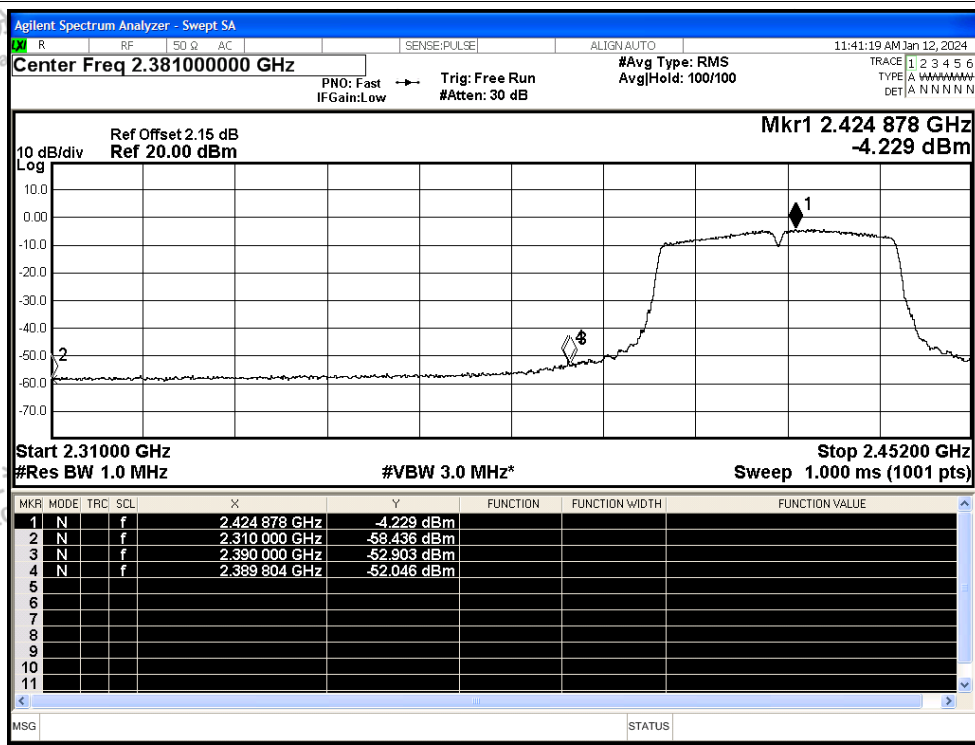 Agilent Spectrum Analyzer - Swept SA
LXI R RF 50 Ω AC SENSE:PULSE ALIGN AUTO 11:41:19 AM Jan 12, 2024
Center Freq 2.381000000 GHz
PNO: Fast
IFGain:Low
Trig: Free Run
#Atten: 30 dB
#Avg Type: RMS
Avg|Hold: 100/100
TRACE 1 2 3 4 5 6
TYPE A WWWWW
DET A N N N N N
Mkr1 2.424 878 GHz
-4.229 dBm
Ref Offset 2.15 dB
10 dB/div Ref 20.00 dBm
Log
10.0
0.00
-10.0
-20.0
-30.0
-40.0
-50.0
-60.0
-70.0
1
2
4
3
Start 2.31000 GHz Stop 2.45200 GHz
#Res BW 1.0 MHz #VBW 3.0 MHz* Sweep 1.000 ms (1001 pts)
MKR MODE TRC SCL X Y FUNCTION FUNCTION WIDTH FUNCTION VALUE
1 N f 2.424 878 GHz -4.229 dBm
2 N f 2.310 000 GHz -58.436 dBm
3 N f 2.390 000 GHz -52.903 dBm
4 N f 2.389 804 GHz -52.046 dBm
5
6
7
8
9
10
11
MSG STATUS